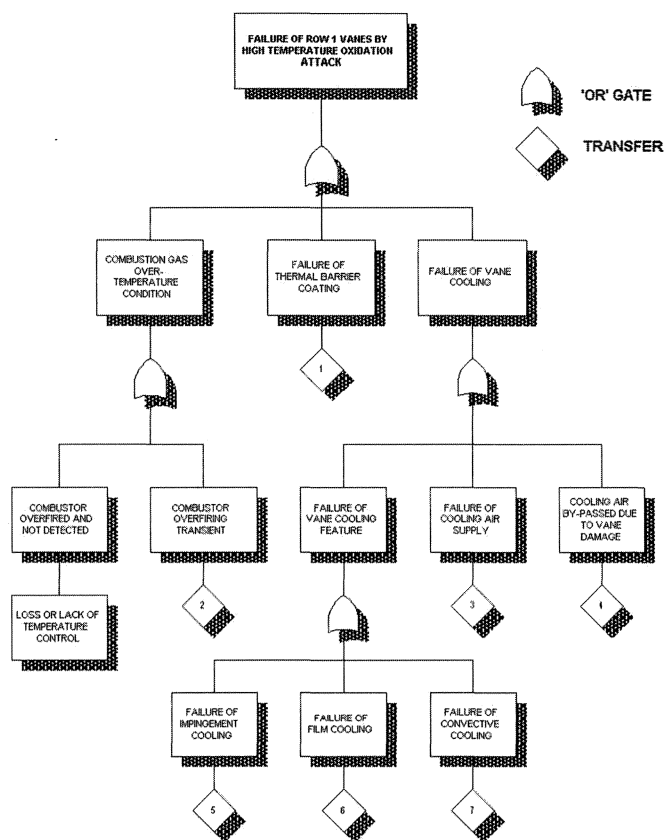 FAILURE OF ROW 1 VANES BY
HIGH TEMPERATURE OXIDATION
ATTACK
'OR' GATE
TRANSFER
COMBUSTION GAS
OVER-
TEMPERATURE
CONDITION
FAILURE OF
THERMAL BARRIER
COATING
FAILURE OF VANE
COOLING
1
COMBUSTOR
OVERFIRED AND
NOT DETECTED
COMBUSTOR
OVERFIRING
TRANSIENT
FAILURE OF
VANE COOLING
FEATURE
FAILURE OF
COOLING AIR
SUPPLY
COOLING AIR
BY-PASSED DUE
TO VANE
DAMAGE
LOSS OR LACK OF
TEMPERATURE
CONTROL
2
3
4
FAILURE OF
IMPINGEMENT
COOLING
FAILURE OF
FILM COOLING
FAILURE OF
CONVECTIVE
COOLING
5
6
7